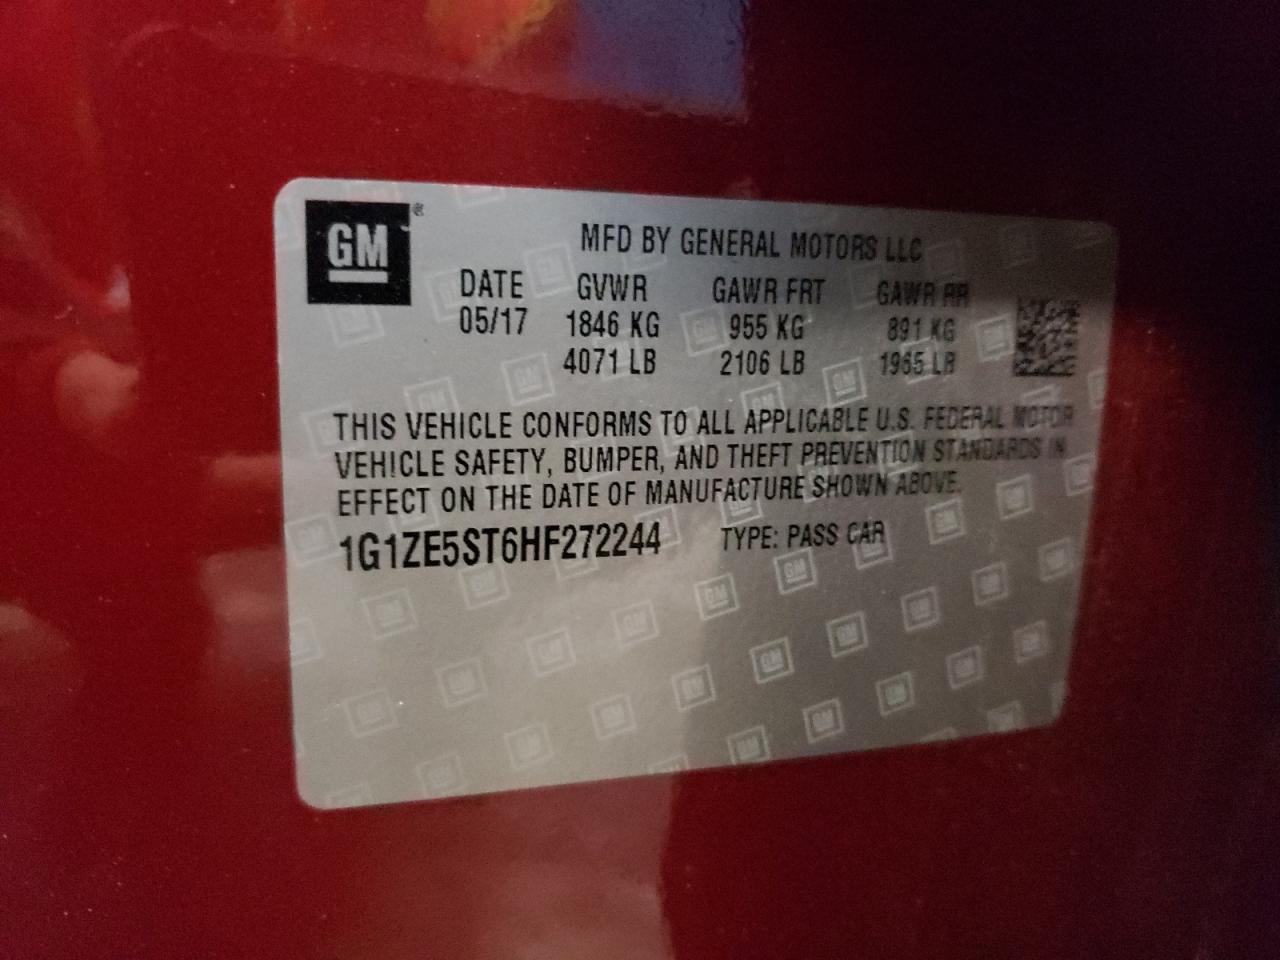 GM®
MFD BY GENERAL MOTORS LLC
DATE GVWR GAWR FRT GAWR RR
05/17 1846 KG 955 KG 891 KG
4071 LB 2106 LB 1965 LB
THIS VEHICLE CONFORMS TO ALL APPLICABLE U.S. FEDERAL MOTOR
VEHICLE SAFETY, BUMPER, AND THEFT PREVENTION STANDARDS IN
EFFECT ON THE DATE OF MANUFACTURE SHOWN ABOVE.
1G1ZE5ST6HF272244 TYPE: PASS CAR